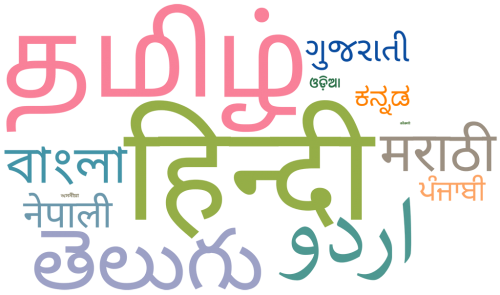 தமிழ்
ગુજરાતી
ଓଡ଼ିଆ
ಕನ್ನಡ
বাংলা
हिन्दी
मराठी
ਪੰਜਾਬੀ
नेपाली
తెలుగు
اردو